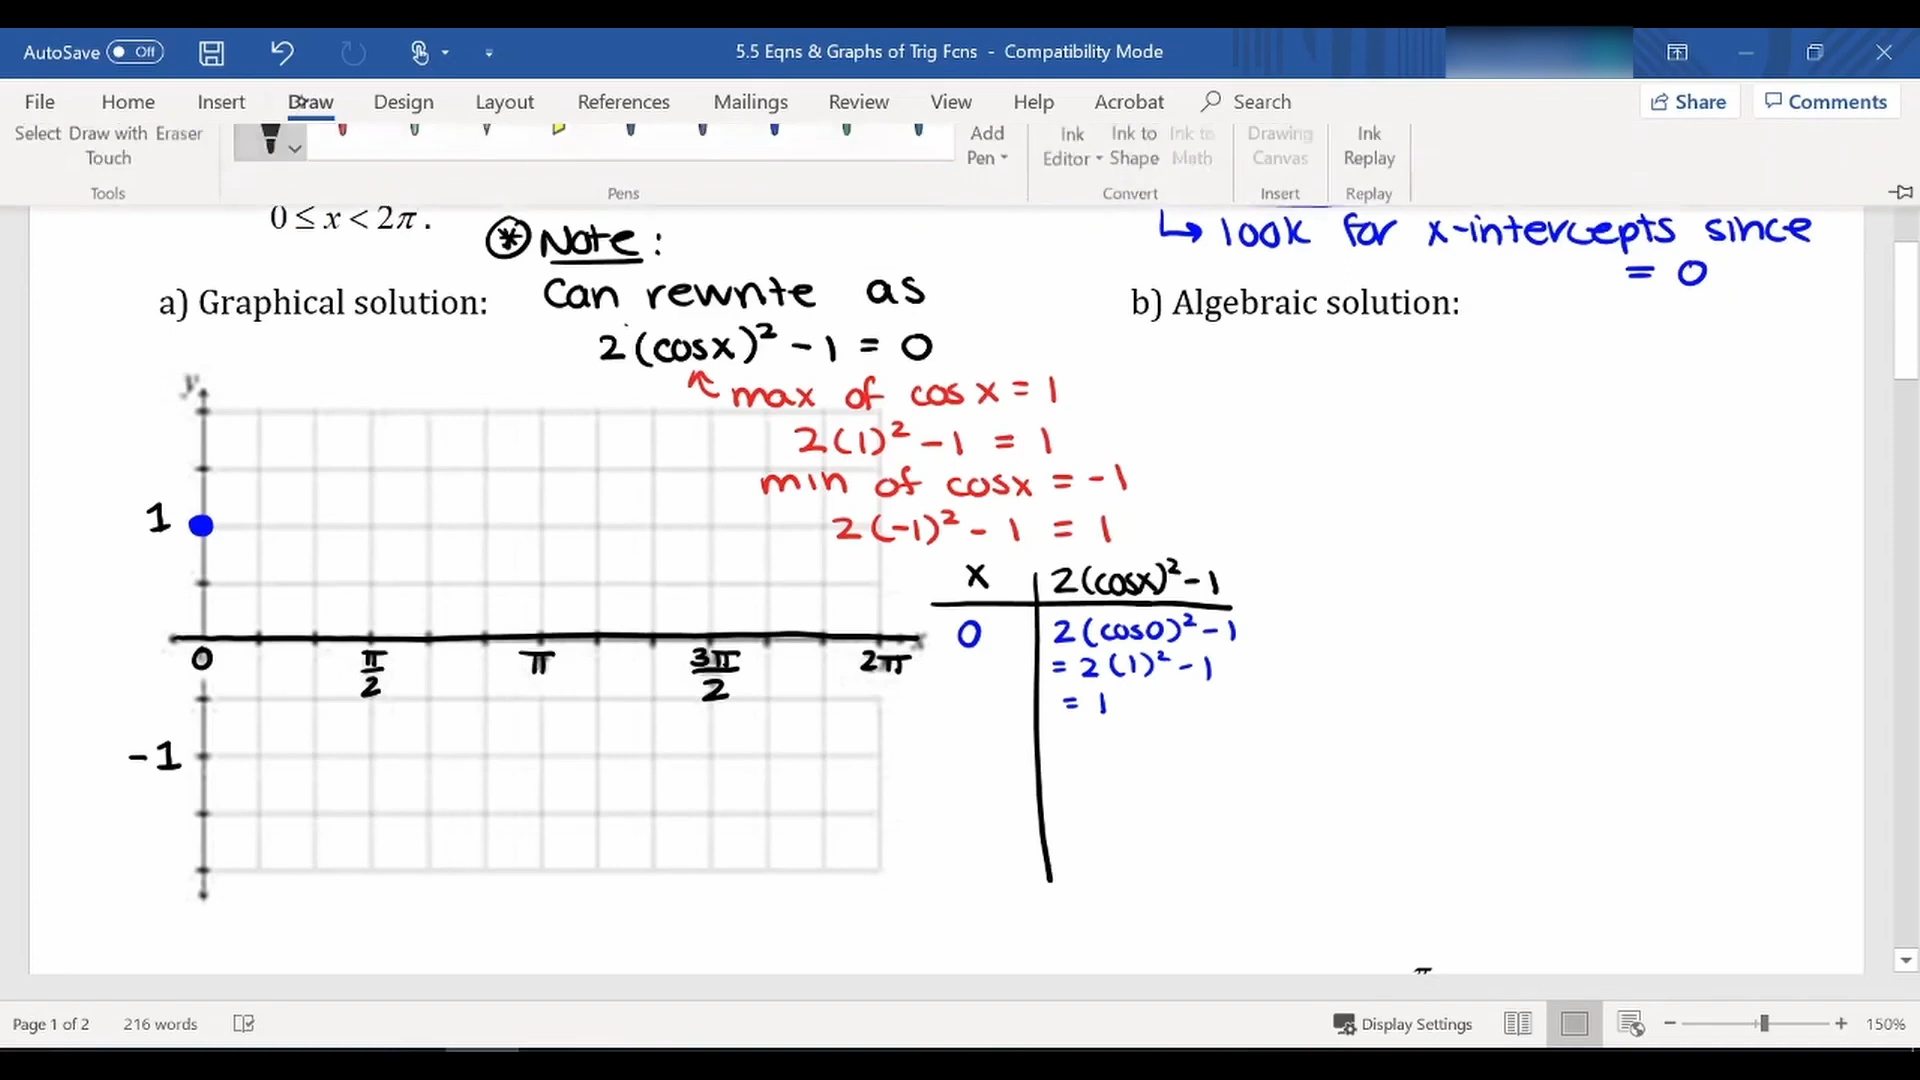 AutoSave Off
5.5 Eqns & Graphs of Trig Fcns - Compatibility Mode
File Home Insert Draw Design Layout References Mailings Review View Help Acrobat Search Share Comments
Select Draw with Touch Eraser
Add Pen
Ink Editor
Ink to Shape
Ink to Math
Drawing Canvas
Ink Replay
Tools Pens Convert Insert Replay
0 ≤ x < 2π.
* Note:
↳ look for x-intercepts since
= 0
a) Graphical solution:
Can rewrite as
2(cosx)² - 1 = 0
b) Algebraic solution:
max of cos x = 1
2(1)² - 1 = 1
min of cosx = -1
2(-1)² - 1 = 1
y
1
0 π/2 π 3π/2 2π x
-1
x 2(cosx)² - 1
0 2(cos0)² - 1
= 2(1)² - 1
= 1
Page 1 of 2 216 words Display Settings 150%